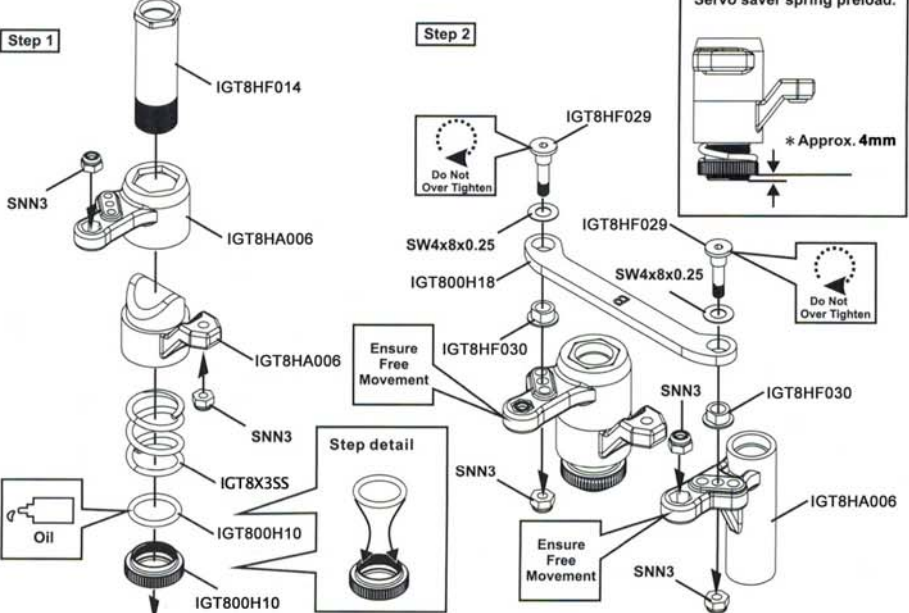 Servo saver spring preload.
Step 1
Step 2
IGT8HF014
SNN3
IGT8HA006
IGT8HA006
SNN3
IGT8X3SS
Oil
IGT800H10
IGT800H10
Step detail
IGT8HF029
Do Not
Over Tighten
SW4x8x0.25
IGT800H18
IGT8HF030
Ensure
Free
Movement
SNN3
B
IGT8HF029
SW4x8x0.25
Do Not
Over Tighten
SNN3
IGT8HF030
IGT8HA006
Ensure
Free
Movement
SNN3
* Approx. 4mm